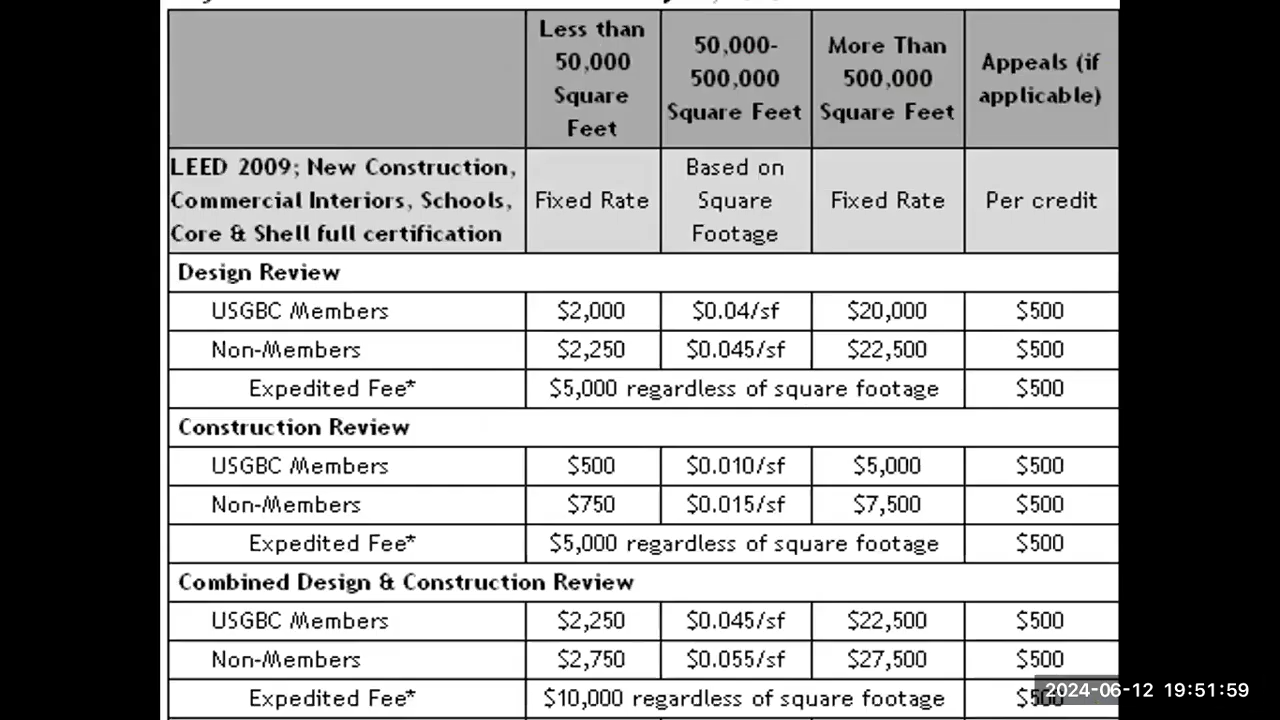 Less than 50,000 Square Feet | 50,000-500,000 Square Feet | More Than 500,000 Square Feet | Appeals (if applicable)
LEED 2009; New Construction, Commercial Interiors, Schools, Core & Shell full certification | Fixed Rate | Based on Square Footage | Fixed Rate | Per credit
Design Review
USGBC Members | $2,000 | $0.04/sf | $20,000 | $500
Non-Members | $2,250 | $0.045/sf | $22,500 | $500
Expedited Fee* | $5,000 regardless of square footage | $500
Construction Review
USGBC Members | $500 | $0.010/sf | $5,000 | $500
Non-Members | $750 | $0.015/sf | $7,500 | $500
Expedited Fee* | $5,000 regardless of square footage | $500
Combined Design & Construction Review
USGBC Members | $2,250 | $0.045/sf | $22,500 | $500
Non-Members | $2,750 | $0.055/sf | $27,500 | $500
Expedited Fee* | $10,000 regardless of square footage | $500
2024-06-12 19:51:59